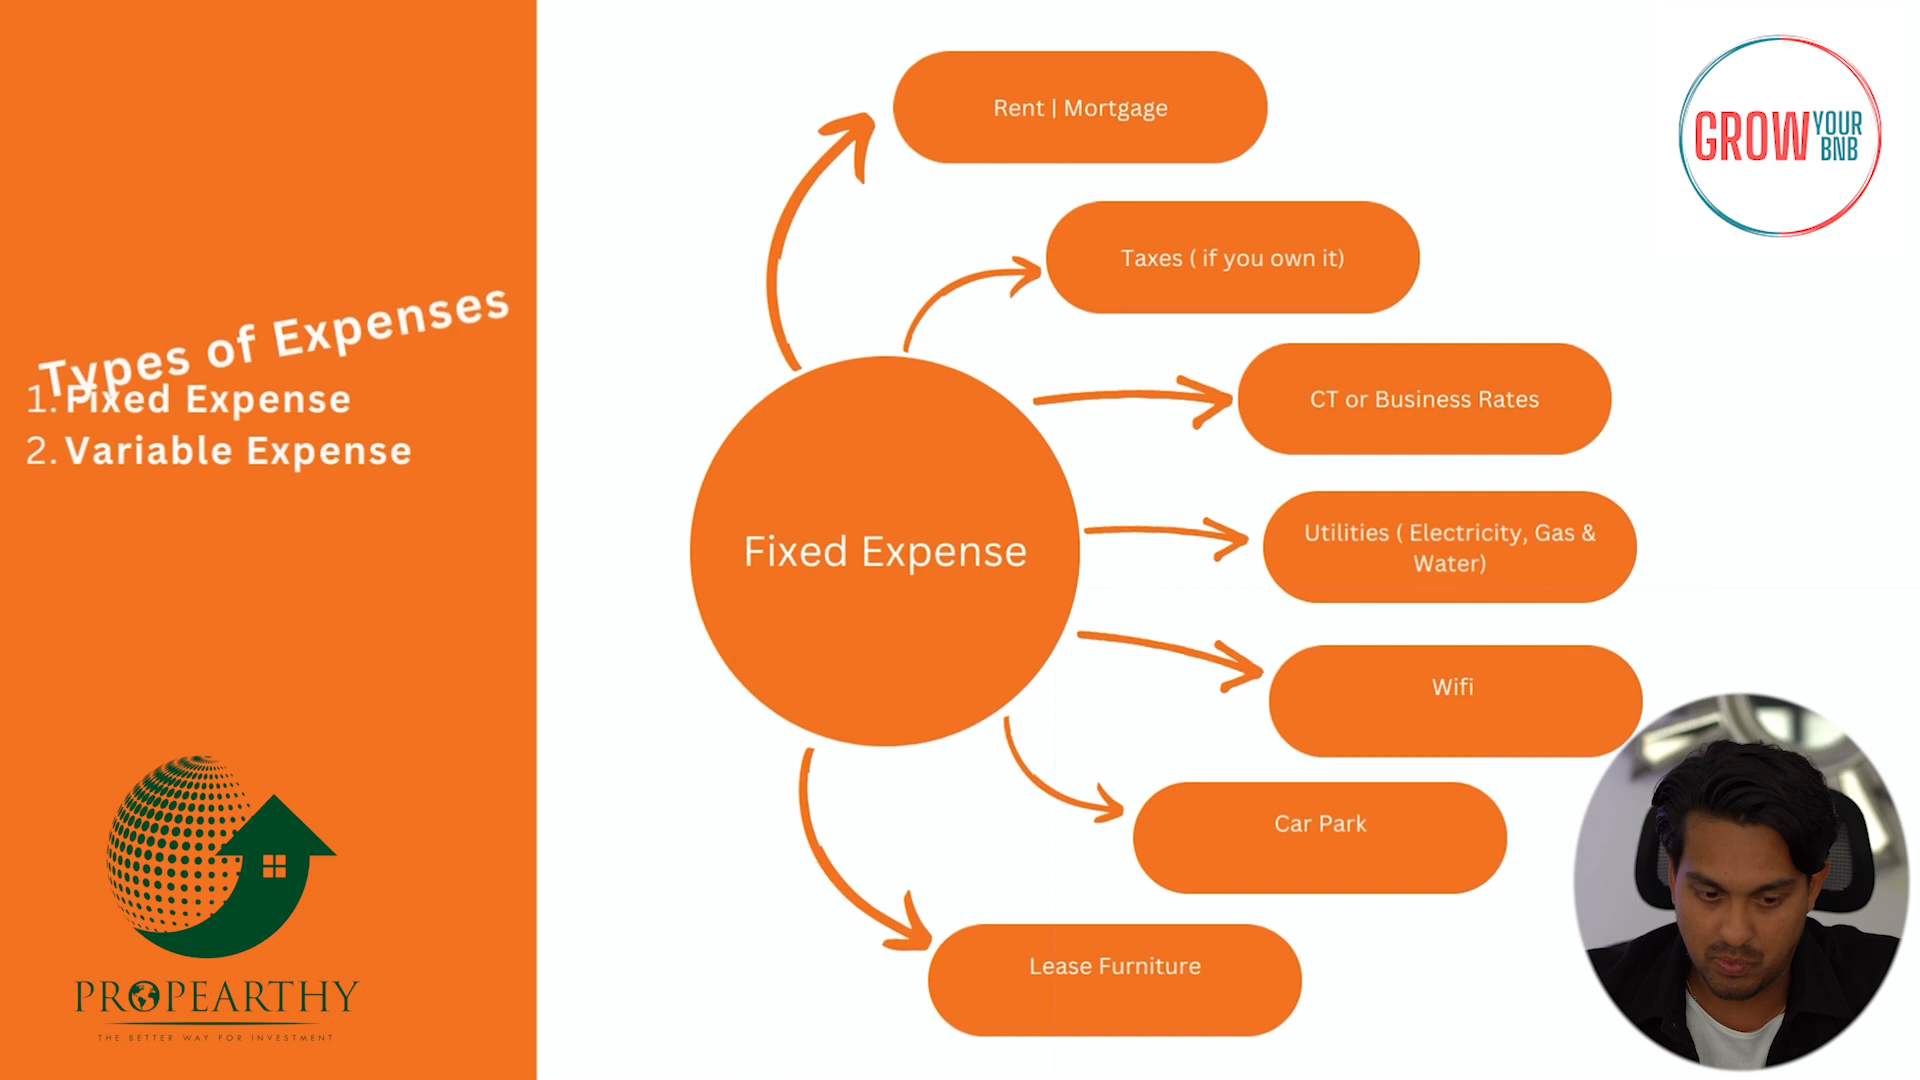 Types of Expenses
1. Fixed Expense
2. Variable Expense
PROPEARTHY
THE BETTER WAY FOR INVESTMENT
Fixed Expense
Rent | Mortgage
Taxes ( if you own it)
CT or Business Rates
Utilities ( Electricity, Gas &
Water)
Wifi
Car Park
Lease Furniture
GROW YOUR
BNB